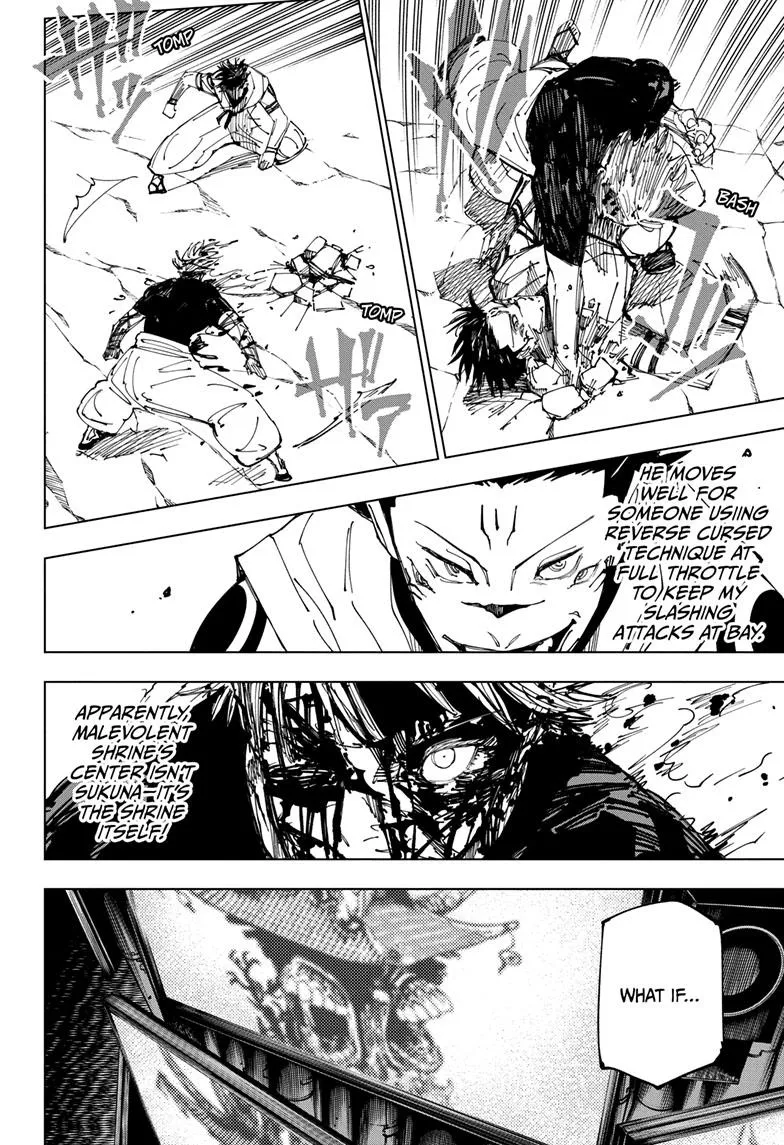 BASH
TOMP
TOMP
HE MOVES
WELL FOR
SOMEONE USING
REVERSE CURSED
TECHNIQUE AT
FULL THROTTLE
TO KEEP MY
SLASHING
ATTACKS AT BAY.
APPARENTLY,
MALEVOLENT
SHRINE'S
CENTER ISN'T
SUKUNA—IT'S
THE SHRINE
ITSELF!
WHAT IF...